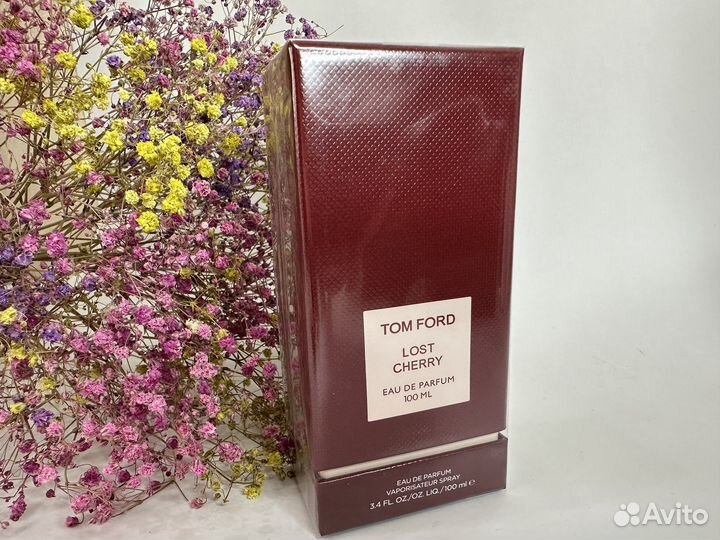 TOM FORD
LOST
CHERRY
EAU DE PARFUM
100 ML
EAU DE PARFUM
VAPORISATEUR SPRAY
3.4 FL. OZ./OZ. LIQ./100 ml ℮
Avito